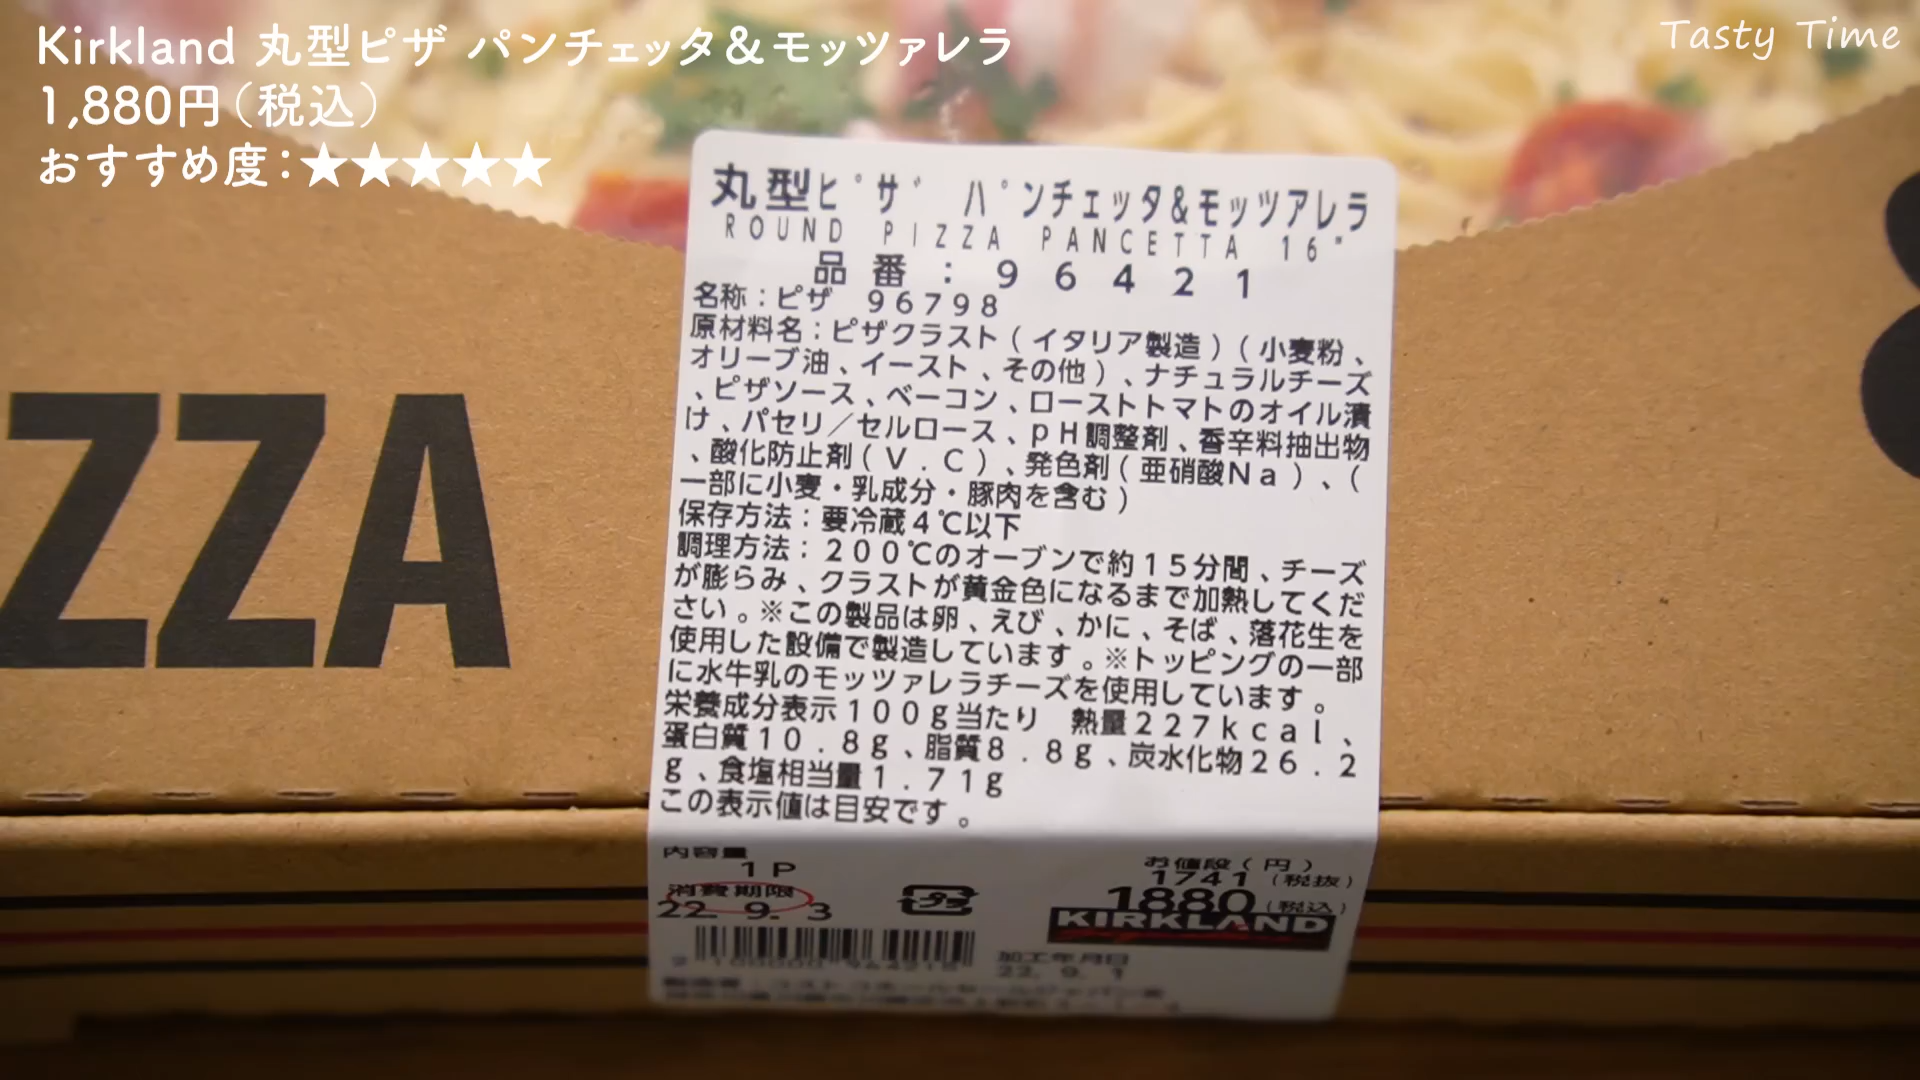 Kirkland 丸型ピザ パンチェッタ&モッツァレラ
1,880円(税込)
おすすめ度:★★★★★
Tasty Time
ZZA
丸型ピザ パンチェッタ&モッツアレラ
ROUND PIZZA PANCETTA 16"
品番:96421
名称:ピザ 96798
原材料名:ピザクラスト(イタリア製造)(小麦粉、
オリーブ油、イースト、その他)、ナチュラルチーズ
、ピザソース、ベーコン、ローストトマトのオイル漬
け、パセリ/セルロース、pH調整剤、香辛料抽出物
、酸化防止剤(V.C)、発色剤(亜硝酸Na)、(
一部に小麦・乳成分・豚肉を含む)
保存方法:要冷蔵4℃以下
調理方法:200℃のオーブンで約15分間、チーズ
が膨らみ、クラストが黄金色になるまで加熱してくだ
さい。※この製品は卵、えび、かに、そば、落花生を
使用した設備で製造しています。※トッピングの一部
に水牛乳のモッツァレラチーズを使用しています。
栄養成分表示100g当たり 熱量227kcal、
蛋白質10.8g、脂質8.8g、炭水化物26.2
g、食塩相当量1.71g
この表示値は目安です。
内容量
1P
消費期限
22. 9. 3
プラ
お値段(円)
1741(税抜)
1880(税込)
KIRKLAND
加工年月日
22. 9. 1